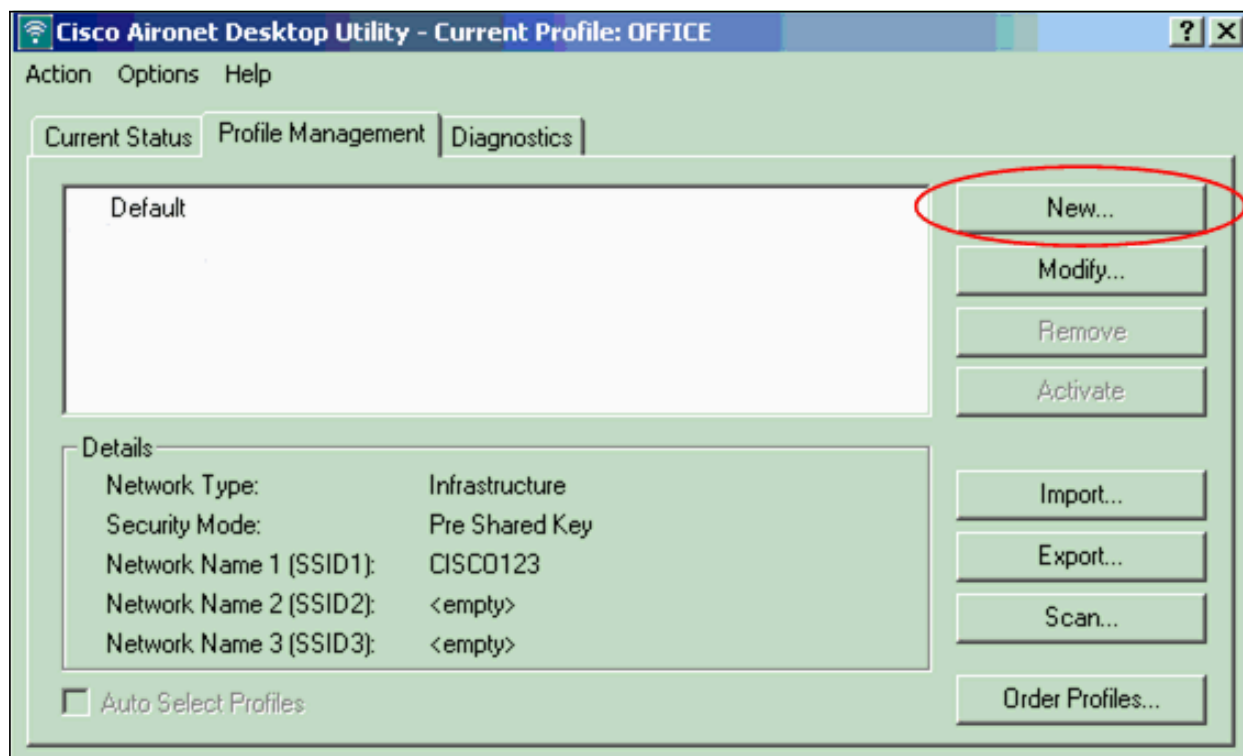 Cisco Aironet Desktop Utility - Current Profile: OFFICE
Action Options Help
Current Status Profile Management Diagnostics
Default
New...
Modify...
Remove
Activate
Details
Network Type: Infrastructure
Security Mode: Pre Shared Key
Network Name 1 (SSID1): CISCO123
Network Name 2 (SSID2): <empty>
Network Name 3 (SSID3): <empty>
Import...
Export...
Scan...
Auto Select Profiles
Order Profiles...